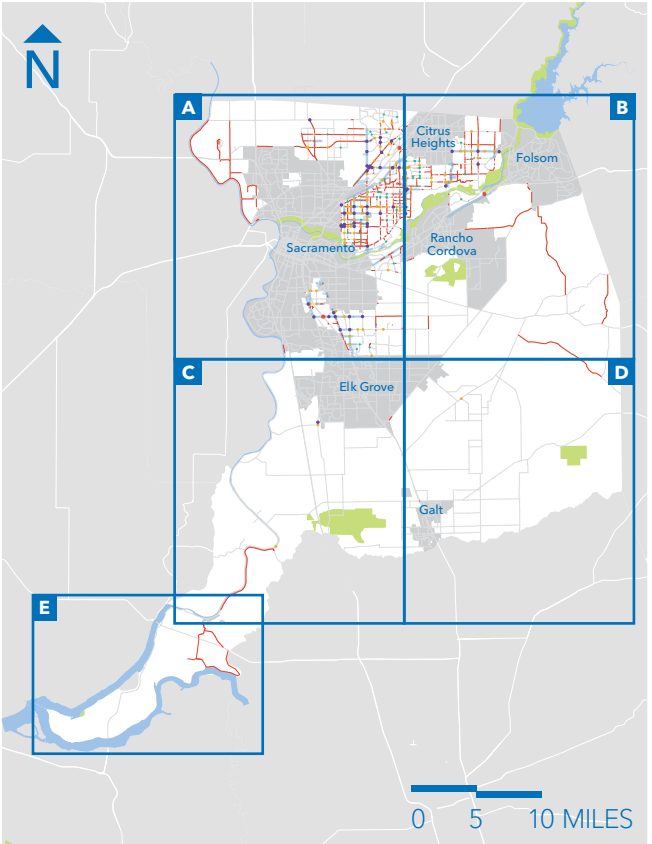 N
A
B
Citrus
Heights
Folsom
Sacramento
Rancho
Cordova
C
D
Elk Grove
Galt
E
0 5 10 MILES